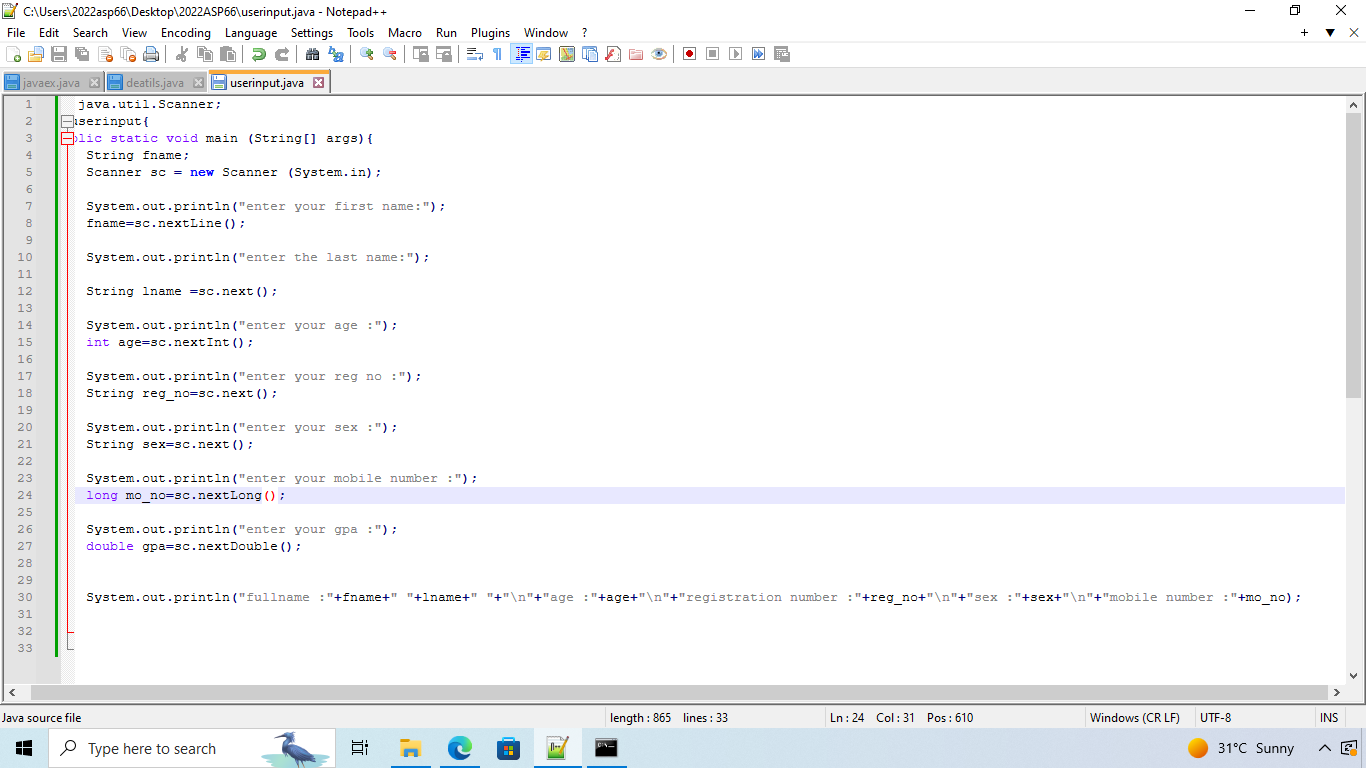 C:\Users\2022asp66\Desktop\2022ASP66\userinput.java - Notepad++
File Edit Search View Encoding Language Settings Tools Macro Run Plugins Window ? + ▼ X
javaex.java deatils.java userinput.java
1 java.util.Scanner;
2 userinput{
3 blic static void main (String[] args){
4 String fname;
5 Scanner sc = new Scanner (System.in);
6
7 System.out.println("enter your first name:");
8 fname=sc.nextLine();
9
10 System.out.println("enter the last name:");
11
12 String lname =sc.next();
13
14 System.out.println("enter your age :");
15 int age=sc.nextInt();
16
17 System.out.println("enter your reg no :");
18 String reg_no=sc.next();
19
20 System.out.println("enter your sex :");
21 String sex=sc.next();
22
23 System.out.println("enter your mobile number :");
24 long mo_no=sc.nextLong();
25
26 System.out.println("enter your gpa :");
27 double gpa=sc.nextDouble();
28
29
30 System.out.println("fullname :"+fname+" "+lname+" "+"\n"+"age :"+age+"\n"+"registration number :"+reg_no+"\n"+"sex :"+sex+"\n"+"mobile number :"+mo_no);
31
32
33
Java source file length : 865 lines : 33 Ln : 24 Col : 31 Pos : 610 Windows (CR LF) UTF-8 INS
Type here to search 31°C Sunny